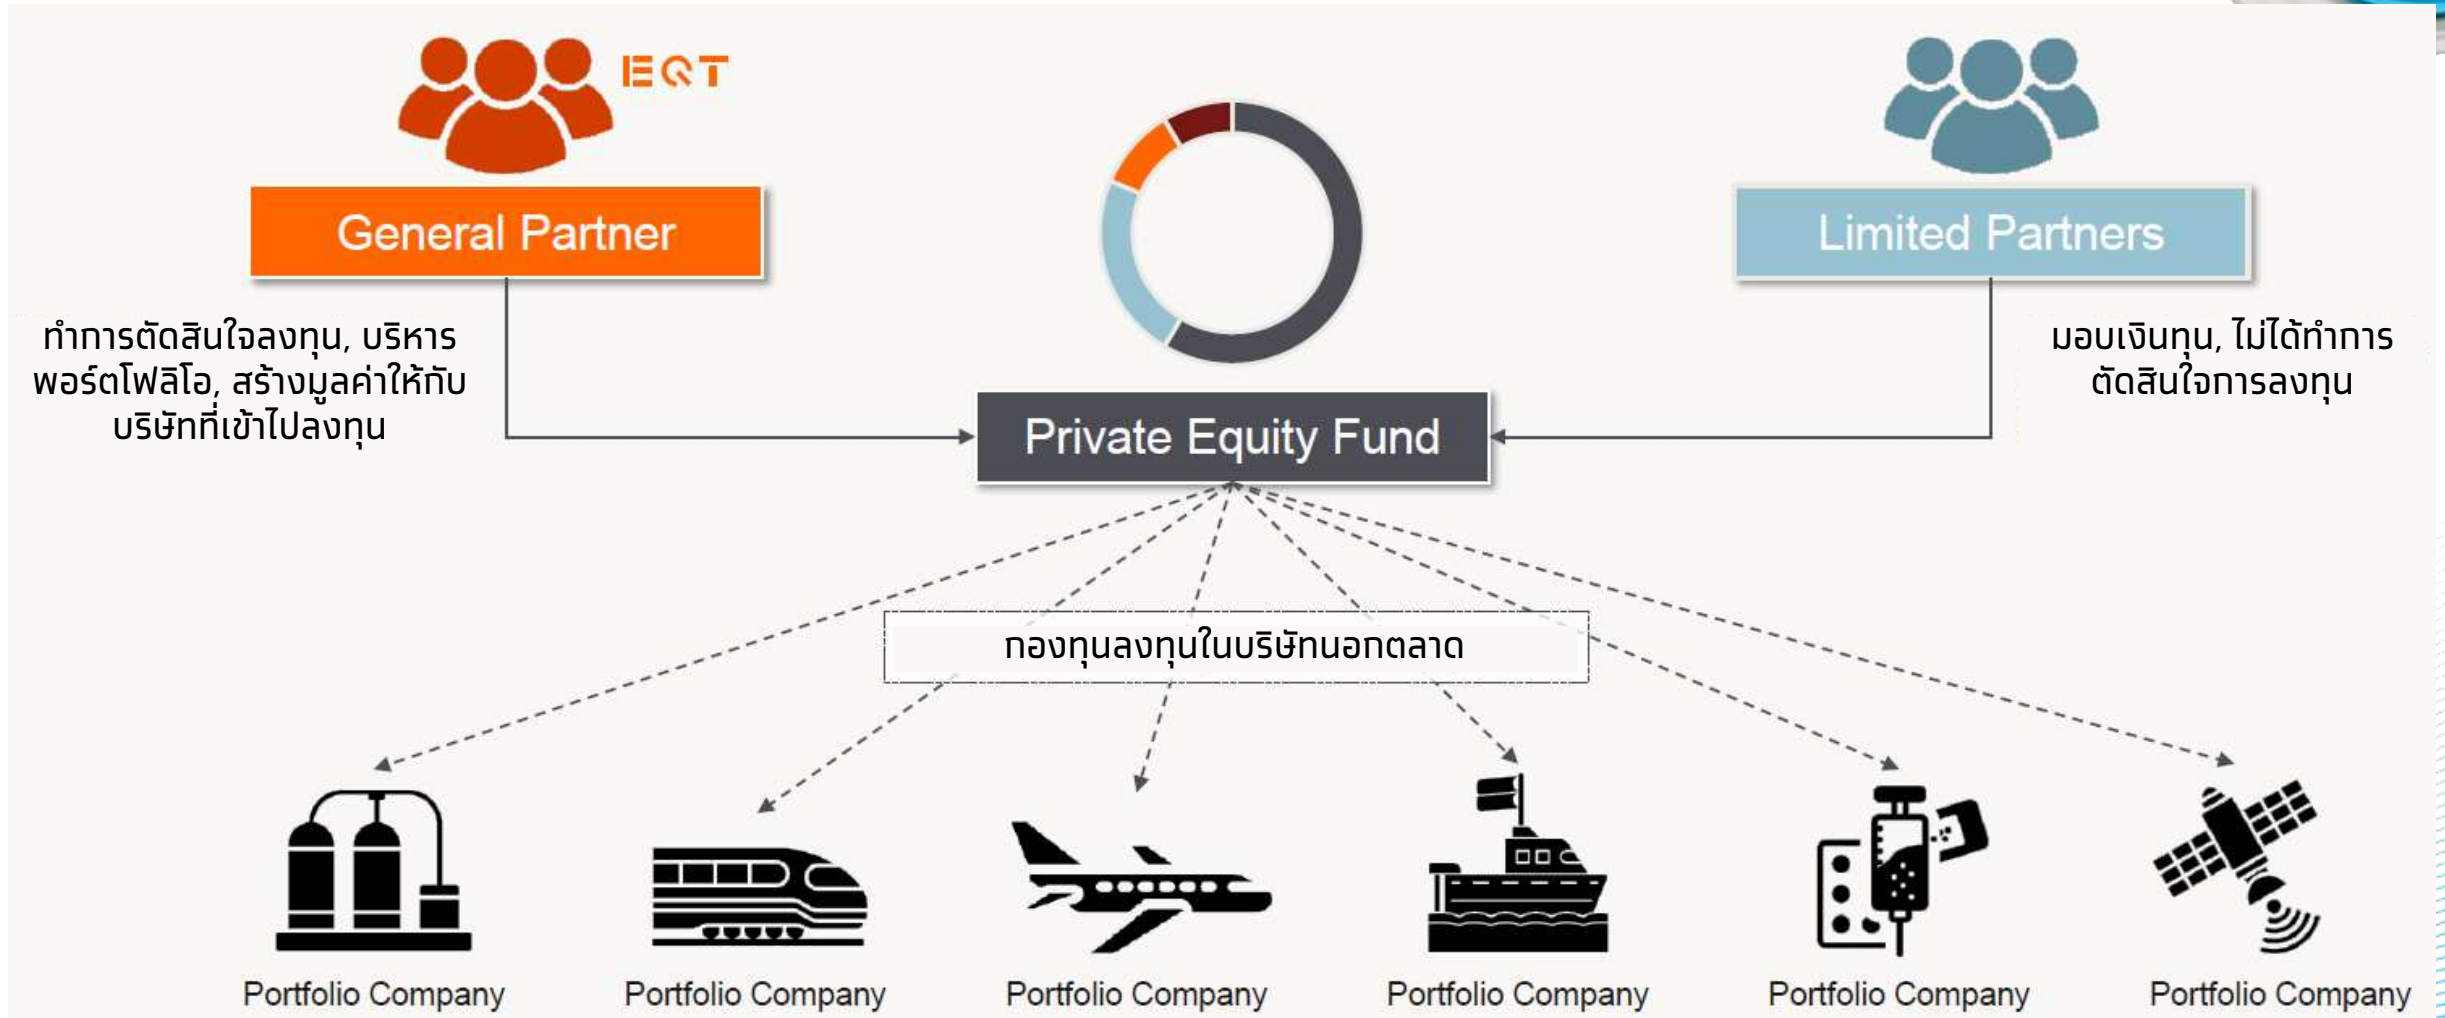 EQT
General Partner
Limited Partners
ทำการตัดสินใจลงทุน, บริหาร
พอร์ตโฟลิโอ, สร้างมูลค่าให้กับ
บริษัทที่เข้าไปลงทุน
มอบเงินทุน, ไม่ได้ทำการ
ตัดสินใจการลงทุน
Private Equity Fund
กองทุนลงทุนในบริษัทนอกตลาด
Portfolio Company
Portfolio Company
Portfolio Company
Portfolio Company
Portfolio Company
Portfolio Company